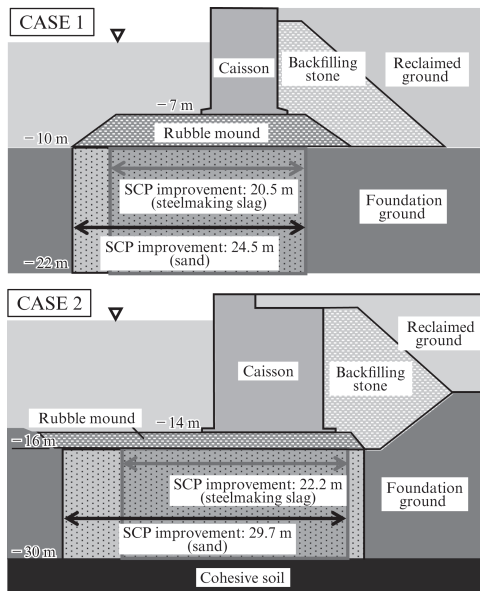 CASE 1
Caisson
Backfilling
stone
Reclaimed
ground
−7 m
−10 m
Rubble mound
SCP improvement: 20.5 m
(steelmaking slag)
Foundation
ground
SCP improvement: 24.5 m
(sand)
−22 m
CASE 2
Reclaimed
ground
Caisson
Backfilling
stone
Rubble mound
−14 m
−16 m
SCP improvement: 22.2 m
(steelmaking slag)
Foundation
ground
SCP improvement: 29.7 m
(sand)
−30 m
Cohesive soil